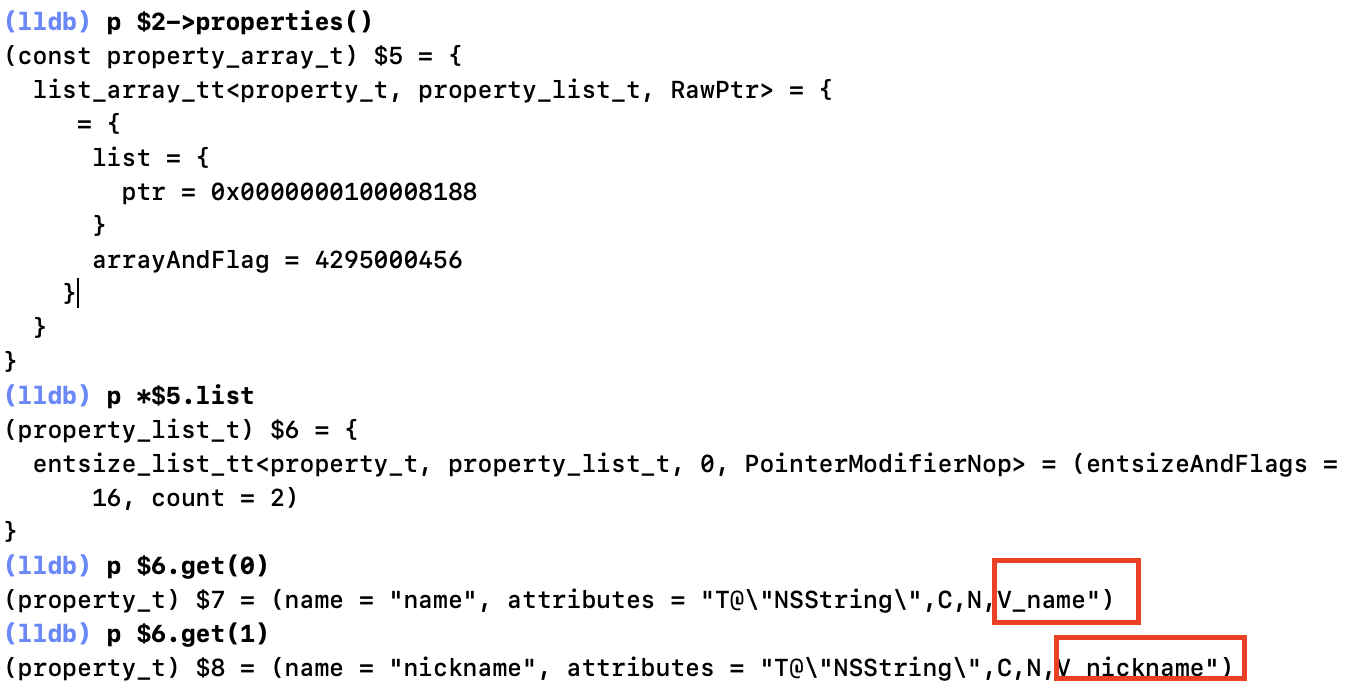 (lldb) p $2->properties()
(const property_array_t) $5 = {
  list_array_tt<property_t, property_list_t, RawPtr> = {
     = {
      list = {
        ptr = 0x0000000100008188
      }
      arrayAndFlag = 4295000456
    }
  }
}
(lldb) p *$5.list
(property_list_t) $6 = {
  entsize_list_tt<property_t, property_list_t, 0, PointerModifierNop> = (entsizeAndFlags =
      16, count = 2)
}
(lldb) p $6.get(0)
(property_t) $7 = (name = "name", attributes = "T@\"NSString\",C,N,V_name")
(lldb) p $6.get(1)
(property_t) $8 = (name = "nickname", attributes = "T@\"NSString\",C,N,V_nickname")